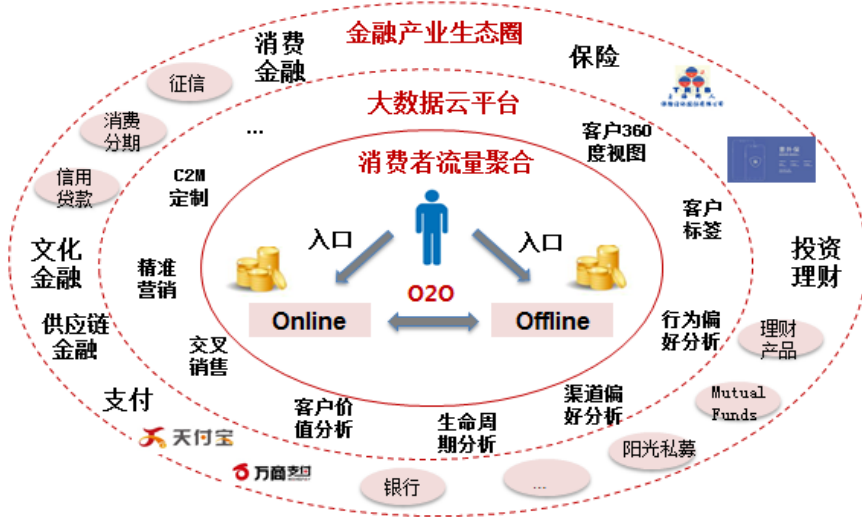 金融产业生态圈
消费
金融
保险
征信
大数据云平台
消费
分期
...
客户360
度视图
消费者流量聚合
信用
贷款
C2M
定制
客户
标签
入口
入口
文化
金融
精准
营销
O2O
投资
理财
Online
Offline
供应链
金融
行为偏
好分析
理财
产品
交叉
销售
支付
客户价
值分析
生命周
期分析
渠道偏
好分析
Mutual
Funds
天付宝
万商支付
阳光私募
银行
...